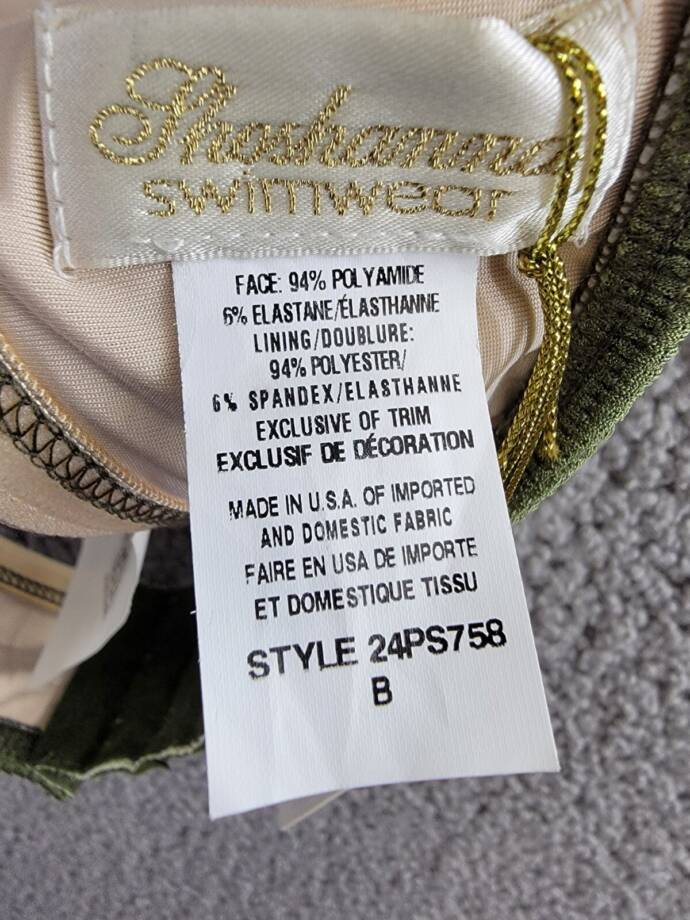 Shoshanna
swimwear
FACE: 94% POLYAMIDE
6% ELASTANE/ÉLASTHANNE
LINING/DOUBLURE:
94% POLYESTER/
6% SPANDEX/ELASTHANNE
EXCLUSIVE OF TRIM
EXCLUSIF DE DÉCORATION
MADE IN U.S.A. OF IMPORTED
AND DOMESTIC FABRIC
FAIRE EN USA DE IMPORTE
ET DOMESTIQUE TISSU
STYLE 24PS758
B